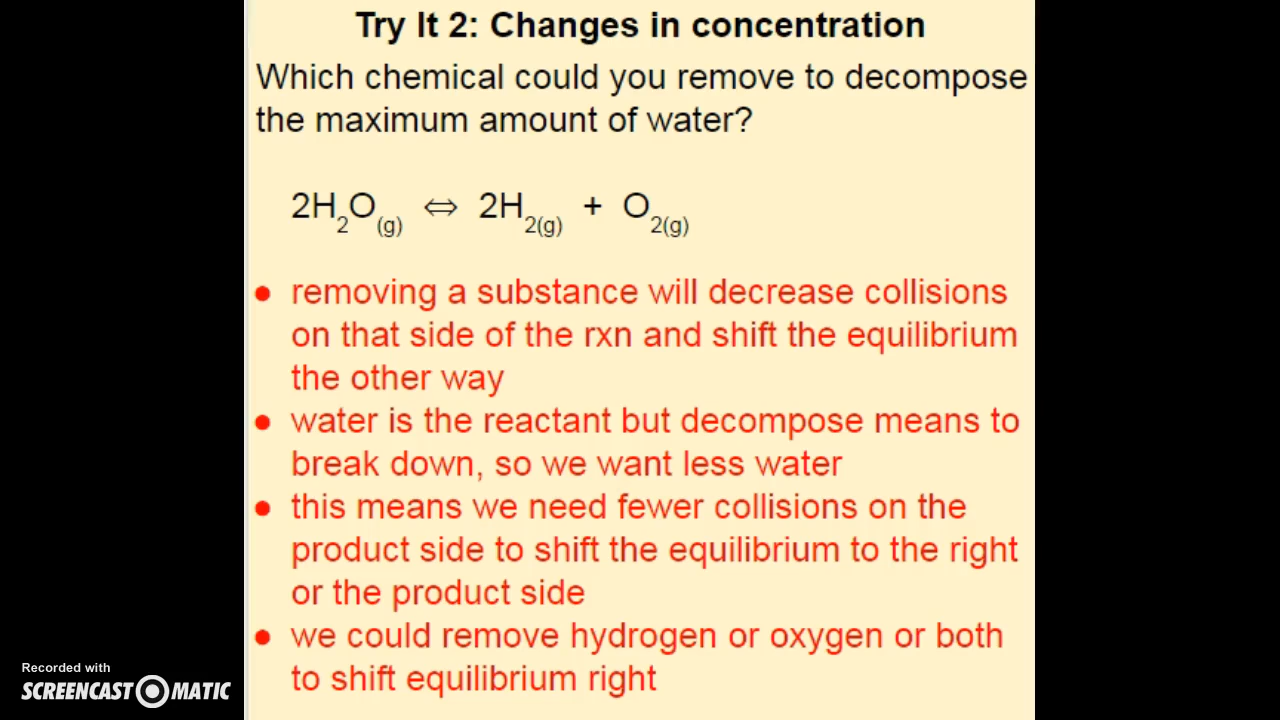 Try It 2: Changes in concentration
Which chemical could you remove to decompose
the maximum amount of water?
2H₂O(g) ⇔ 2H₂(g) + O₂(g)
● removing a substance will decrease collisions
on that side of the rxn and shift the equilibrium
the other way
● water is the reactant but decompose means to
break down, so we want less water
● this means we need fewer collisions on the
product side to shift the equilibrium to the right
or the product side
● we could remove hydrogen or oxygen or both
to shift equilibrium right
Recorded with
SCREENCAST-O-MATIC